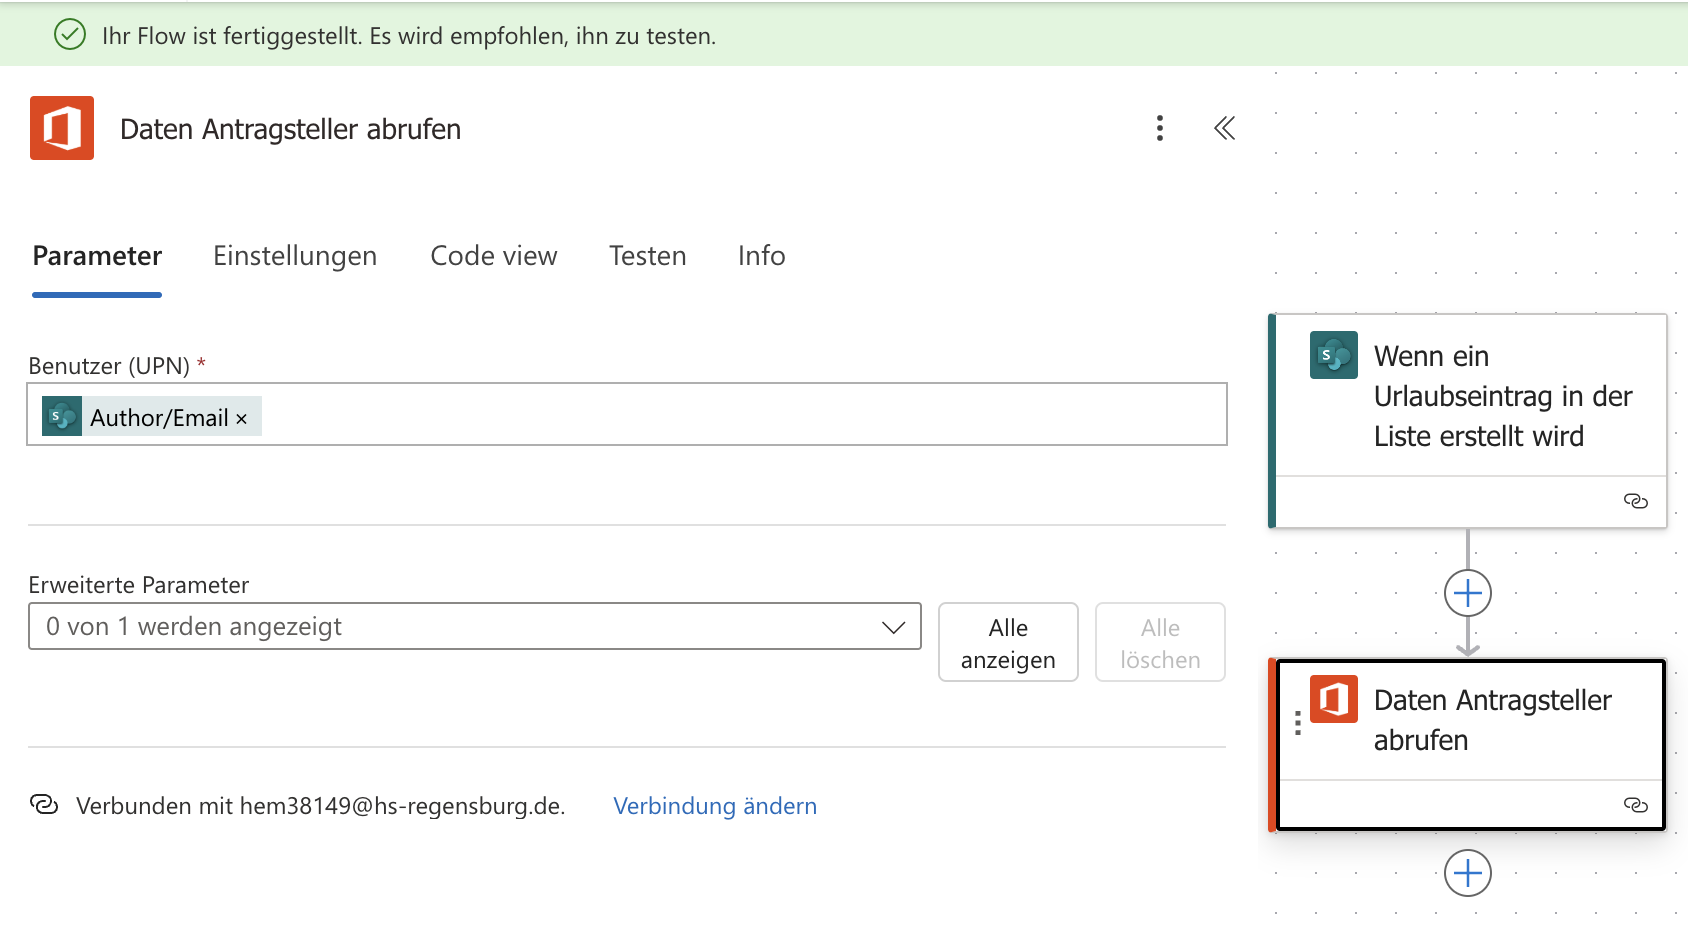 Ihr Flow ist fertiggestellt. Es wird empfohlen, ihn zu testen.
Daten Antragsteller abrufen
Parameter
Einstellungen
Code view
Testen
Info
Benutzer (UPN) *
S
Author/Email ×
Erweiterte Parameter
0 von 1 werden angezeigt
Alle
anzeigen
Alle
löschen
Verbunden mit hem38149@hs-regensburg.de.
Verbindung ändern
S
Wenn ein
Urlaubseintrag in der
Liste erstellt wird
Daten Antragsteller
abrufen